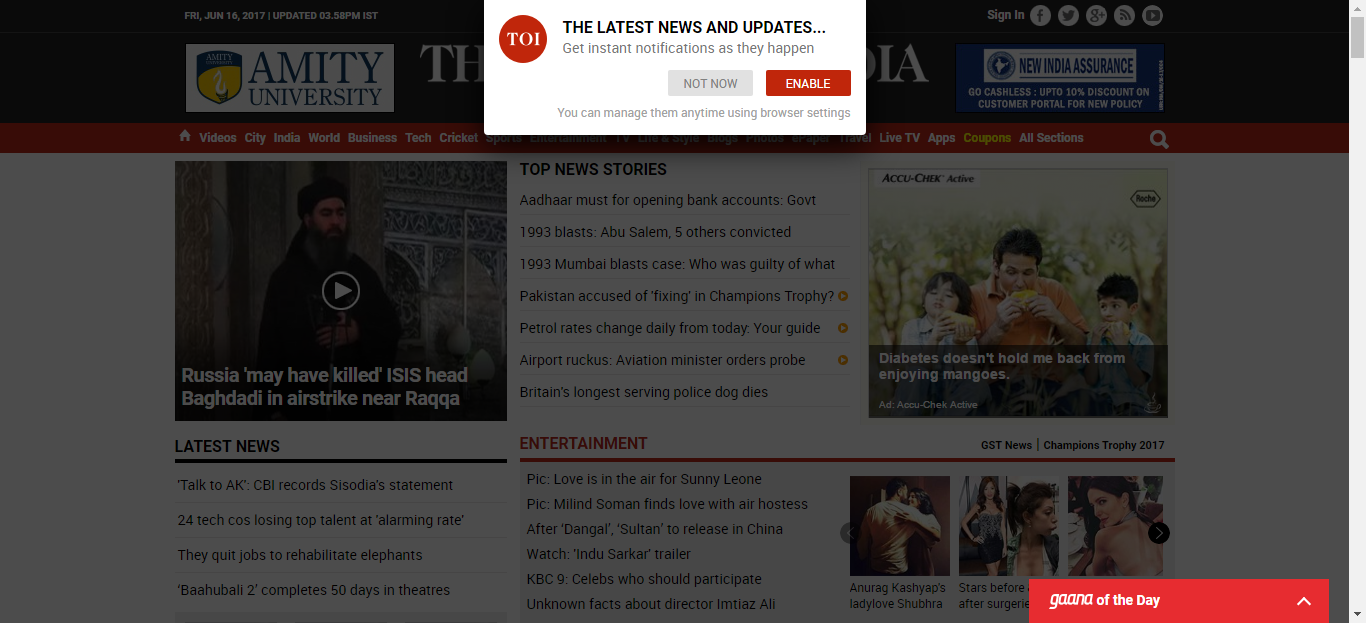 FRI, JUN 16, 2017 | UPDATED 03.58PM IST
Sign In
TOI
THE LATEST NEWS AND UPDATES...
Get instant notifications as they happen
NOT NOW
ENABLE
You can manage them anytime using browser settings
AMITY
UNIVERSITY
AMITY
UNIVERSITY
NEW INDIA ASSURANCE
GO CASHLESS : UPTO 10% DISCOUNT ON
CUSTOMER PORTAL FOR NEW POLICY
Videos City India World Business Tech Cricket Sports Entertainment TV Life & Style Blogs Photos ePaper Travel Live TV Apps Coupons All Sections
Russia 'may have killed' ISIS head
Baghdadi in airstrike near Raqqa
TOP NEWS STORIES
Aadhaar must for opening bank accounts: Govt
1993 blasts: Abu Salem, 5 others convicted
1993 Mumbai blasts case: Who was guilty of what
Pakistan accused of 'fixing' in Champions Trophy?
Petrol rates change daily from today: Your guide
Airport ruckus: Aviation minister orders probe
Britain's longest serving police dog dies
ACCU-CHEK® Active
Roche
Diabetes doesn't hold me back from
enjoying mangoes.
Ad: Accu-Chek Active
LATEST NEWS
'Talk to AK': CBI records Sisodia's statement
24 tech cos losing top talent at 'alarming rate'
They quit jobs to rehabilitate elephants
‘Baahubali 2’ completes 50 days in theatres
ENTERTAINMENT
GST News | Champions Trophy 2017
Pic: Love is in the air for Sunny Leone
Pic: Milind Soman finds love with air hostess
After ‘Dangal’, ‘Sultan’ to release in China
Watch: 'Indu Sarkar' trailer
KBC 9: Celebs who should participate
Unknown facts about director Imtiaz Ali
Anurag Kashyap's
ladylove Shubhra
Stars before
after surgerie
gaana of the Day